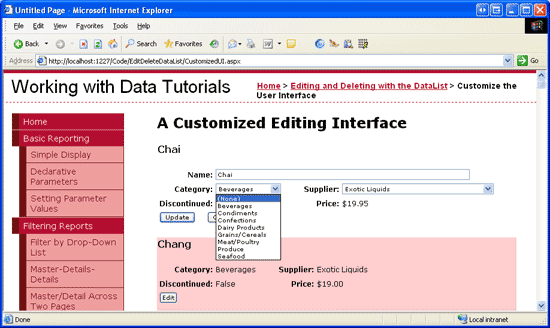 Untitled Page - Microsoft Internet Explorer
File Edit View Favorites Tools Help
Back Search Favorites
Address http://localhost:1227/Code/EditDeleteDataList/CustomizedUI.aspx Go
Working with Data Tutorials
Home > Editing and Deleting with the DataList > Customize the User Interface
Home
Basic Reporting
Simple Display
Declarative Parameters
Setting Parameter Values
Filtering Reports
Filter by Drop-Down List
Master-Details-Details
Master/Detail Across Two Pages
A Customized Editing Interface
Chai
Name: Chai
Category: Beverages Supplier: Exotic Liquids
(None)
Beverages
Condiments
Confections
Dairy Products
Grains/Cereals
Meat/Poultry
Produce
Seafood
Discontinued: Price: $19.95
Update
Chang
Category: Beverages Supplier: Exotic Liquids
Discontinued: False Price: $19.00
Edit
Done Local intranet